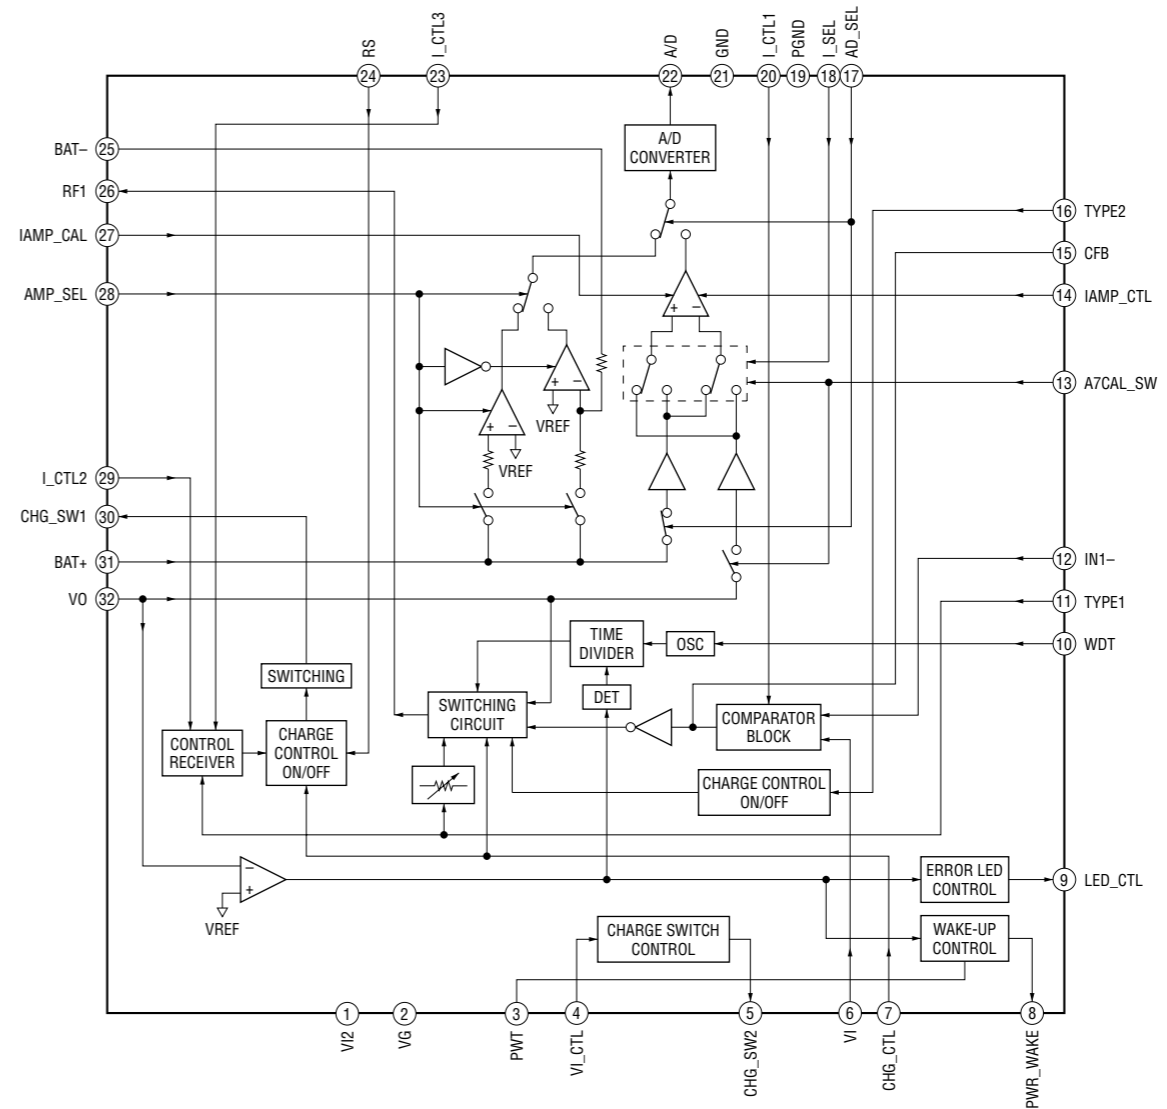 RS
I_CTL3
A/D
GND
I_CTL1
PGND
I_SEL
AD_SEL
24
23
22
21
20
19
18
17
BAT–
25
RF1
26
IAMP_CAL
27
AMP_SEL
28
I_CTL2
29
CHG_SW1
30
BAT+
31
VO
32
A/D
CONVERTER
16
TYPE2
15
CFB
14
IAMP_CTL
13
A7CAL_SW
12
IN1–
11
TYPE1
10
WDT
9
LED_CTL
+
–
+
–
VREF
+
–
VREF
TIME
DIVIDER
OSC
DET
SWITCHING
SWITCHING
CIRCUIT
COMPARATOR
BLOCK
CONTROL
RECEIVER
CHARGE
CONTROL
ON/OFF
CHARGE CONTROL
ON/OFF
–
+
VREF
ERROR LED
CONTROL
CHARGE SWITCH
CONTROL
WAKE-UP
CONTROL
1
2
3
4
5
6
7
8
VI2
VG
PWT
VI_CTL
CHG_SW2
VI
CHG_CTL
PWR_WAKE